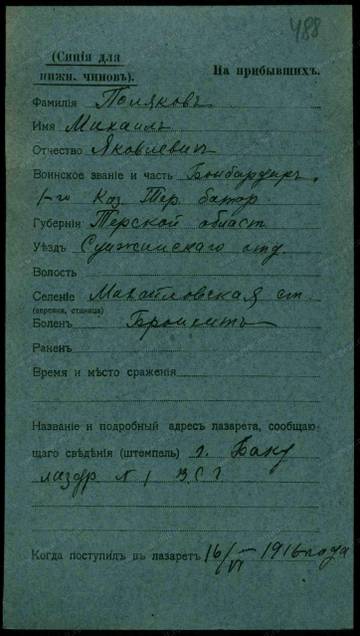 488
(Синія для
нижн. чиновъ).
На прибывшихъ.
Фамилія Поляковъ
Имя Михаилъ
Отчество Яковлевич
Воинское званіе и часть Бомбардиръ,
1-го Каз. Тер. батар.
Губернія Терской област
Уѣздъ Сунженскаго отд.
Волость
Селеніе Михайловская ст.
(деревня, станица)
Боленъ Бронхитъ
Раненъ
Время и мѣсто сраженія
Названіе и подробный адресъ лазарета, сообщаю-
щаго свѣдѣнія (штемпель) г. Баку
лазар № 1 В.С.Г
Когда поступилъ въ лазаретъ 16/VI 1916 года